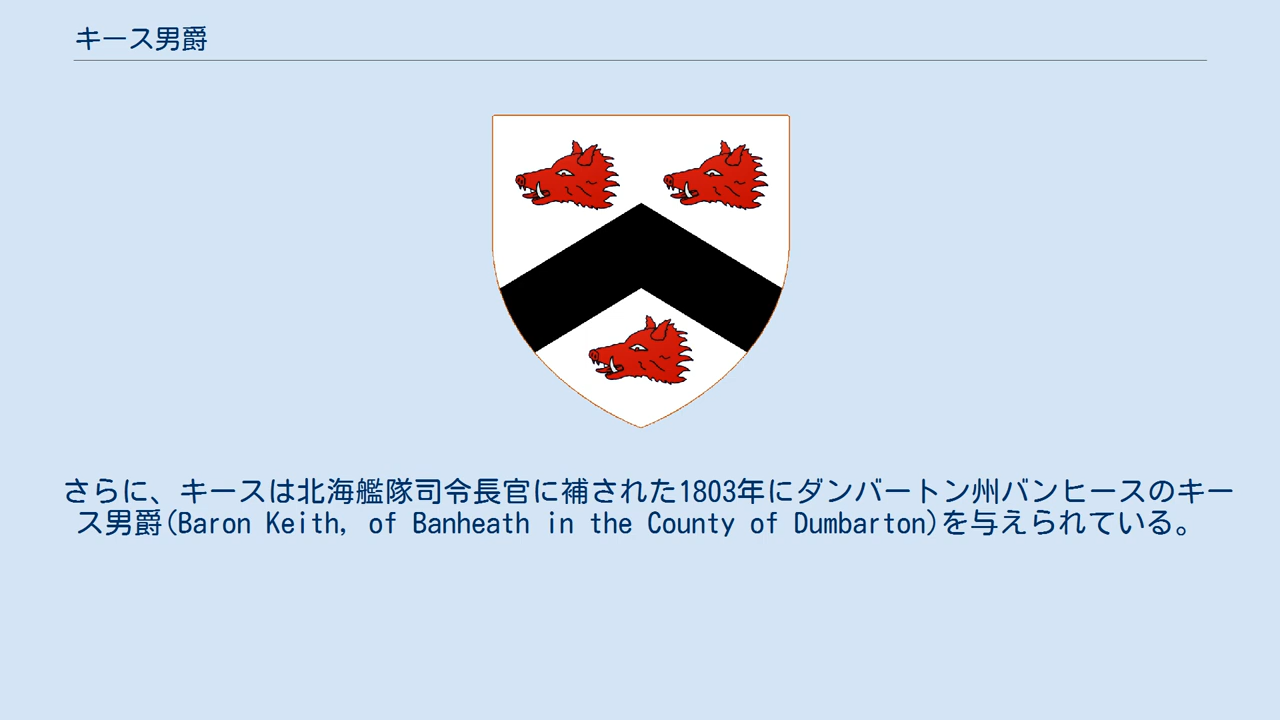 キース男爵
さらに、キースは北海艦隊司令長官に補された1803年にダンバートン州バンヒースのキー
ス男爵(Baron Keith, of Banheath in the County of Dumbarton)を与えられている。